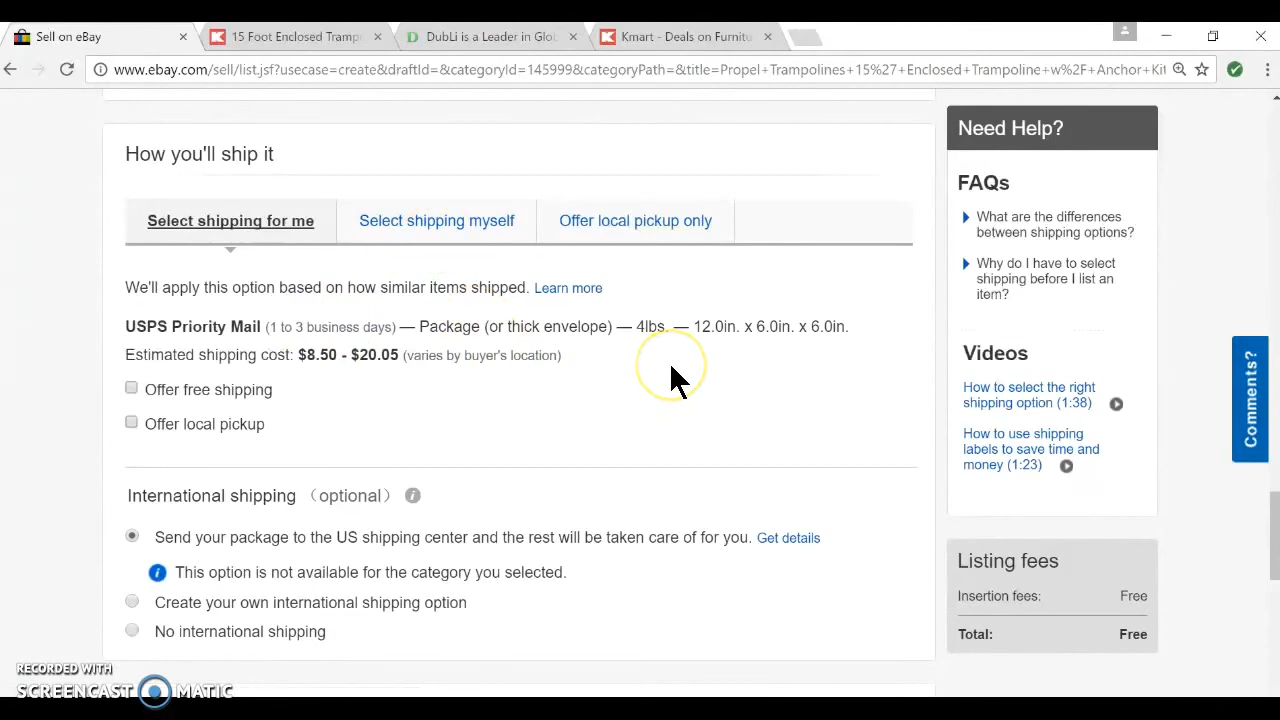 Sell on eBay
15 Foot Enclosed Tramp
DubLi is a Leader in Glob
Kmart - Deals on Furnitu
www.ebay.com/sell/list.jsf?usecase=create&draftId=&categoryId=145999&categoryPath=&title=Propel+Trampolines+15%27+Enclosed+Trampoline+w%2F+Anchor+Kit
How you'll ship it
Select shipping for me
Select shipping myself
Offer local pickup only
We'll apply this option based on how similar items shipped. Learn more
USPS Priority Mail (1 to 3 business days) — Package (or thick envelope) — 4lbs. — 12.0in. x 6.0in. x 6.0in.
Estimated shipping cost: $8.50 - $20.05 (varies by buyer's location)
Offer free shipping
Offer local pickup
International shipping (optional) i
Send your package to the US shipping center and the rest will be taken care of for you. Get details
i This option is not available for the category you selected.
Create your own international shipping option
No international shipping
Need Help?
FAQs
What are the differences
between shipping options?
Why do I have to select
shipping before I list an
item?
Videos
How to select the right
shipping option (1:38)
How to use shipping
labels to save time and
money (1:23)
Listing fees
Insertion fees: Free
Total: Free
Comments?
RECORDED WITH
SCREENCAST MATIC